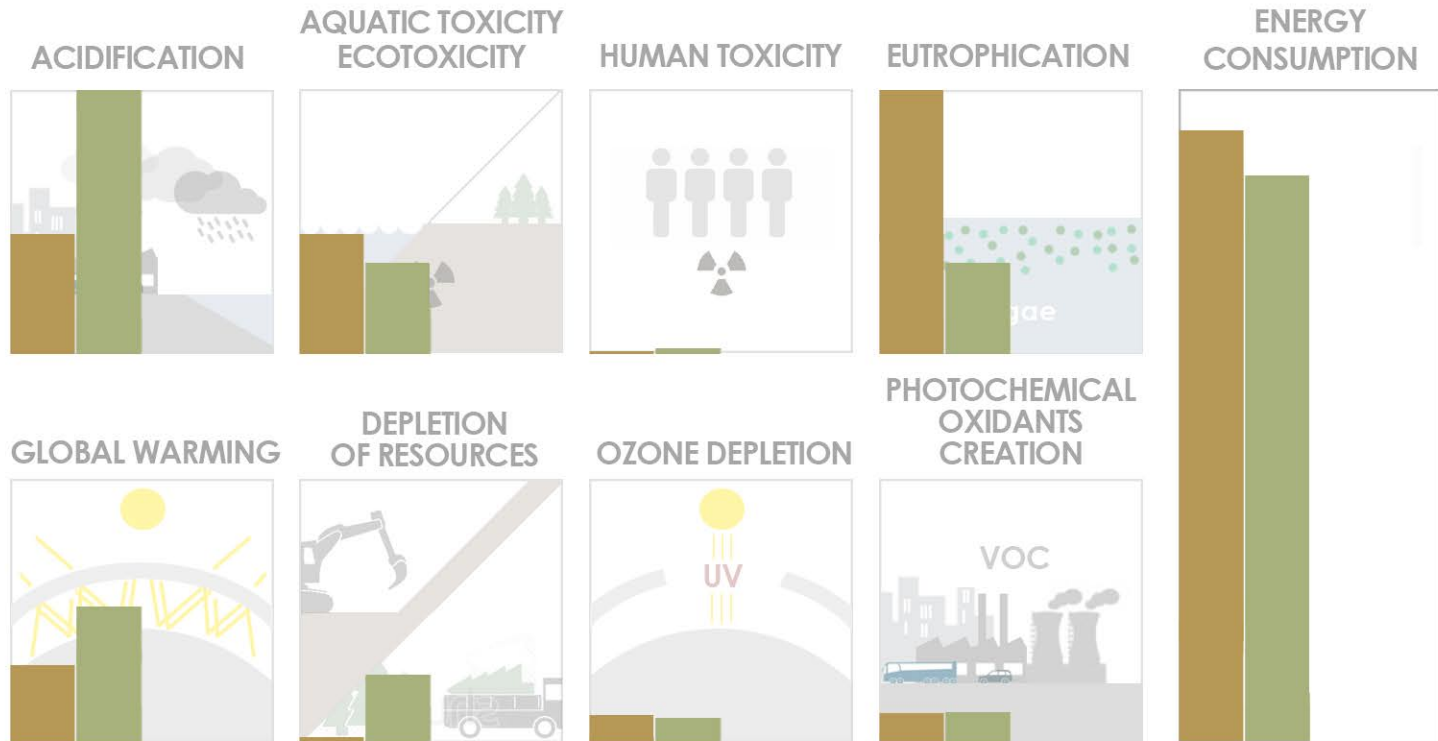 ACIDIFICATION
AQUATIC TOXICITY
ECOTOXICITY
HUMAN TOXICITY
EUTROPHICATION
ENERGY
CONSUMPTION
gae
GLOBAL WARMING
DEPLETION
OF RESOURCES
OZONE DEPLETION
PHOTOCHEMICAL
OXIDANTS
CREATION
UV
VOC